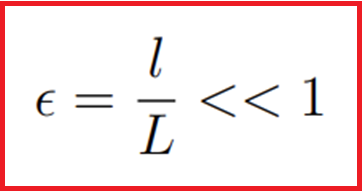 ϵ = l/L << 1